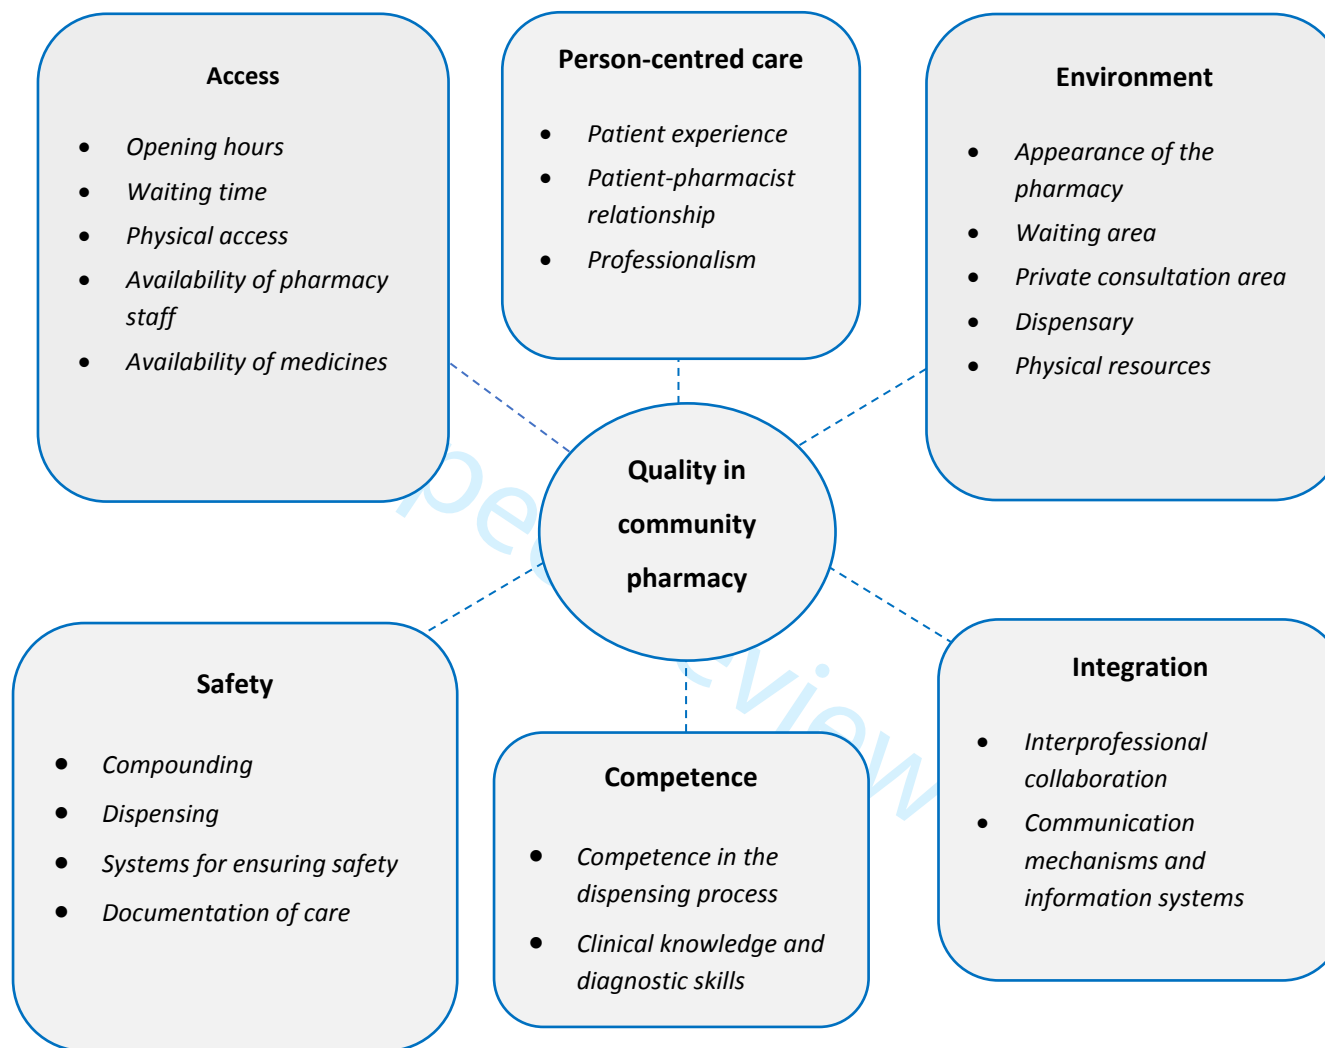 Access
• Opening hours
• Waiting time
• Physical access
• Availability of pharmacy
staff
• Availability of medicines
Person-centred care
• Patient experience
• Patient-pharmacist
relationship
• Professionalism
Environment
• Appearance of the
pharmacy
• Waiting area
• Private consultation area
• Dispensary
• Physical resources
Quality in
community
pharmacy
Safety
• Compounding
• Dispensing
• Systems for ensuring safety
• Documentation of care
Competence
• Competence in the
dispensing process
• Clinical knowledge and
diagnostic skills
Integration
• Interprofessional
collaboration
• Communication
mechanisms and
information systems